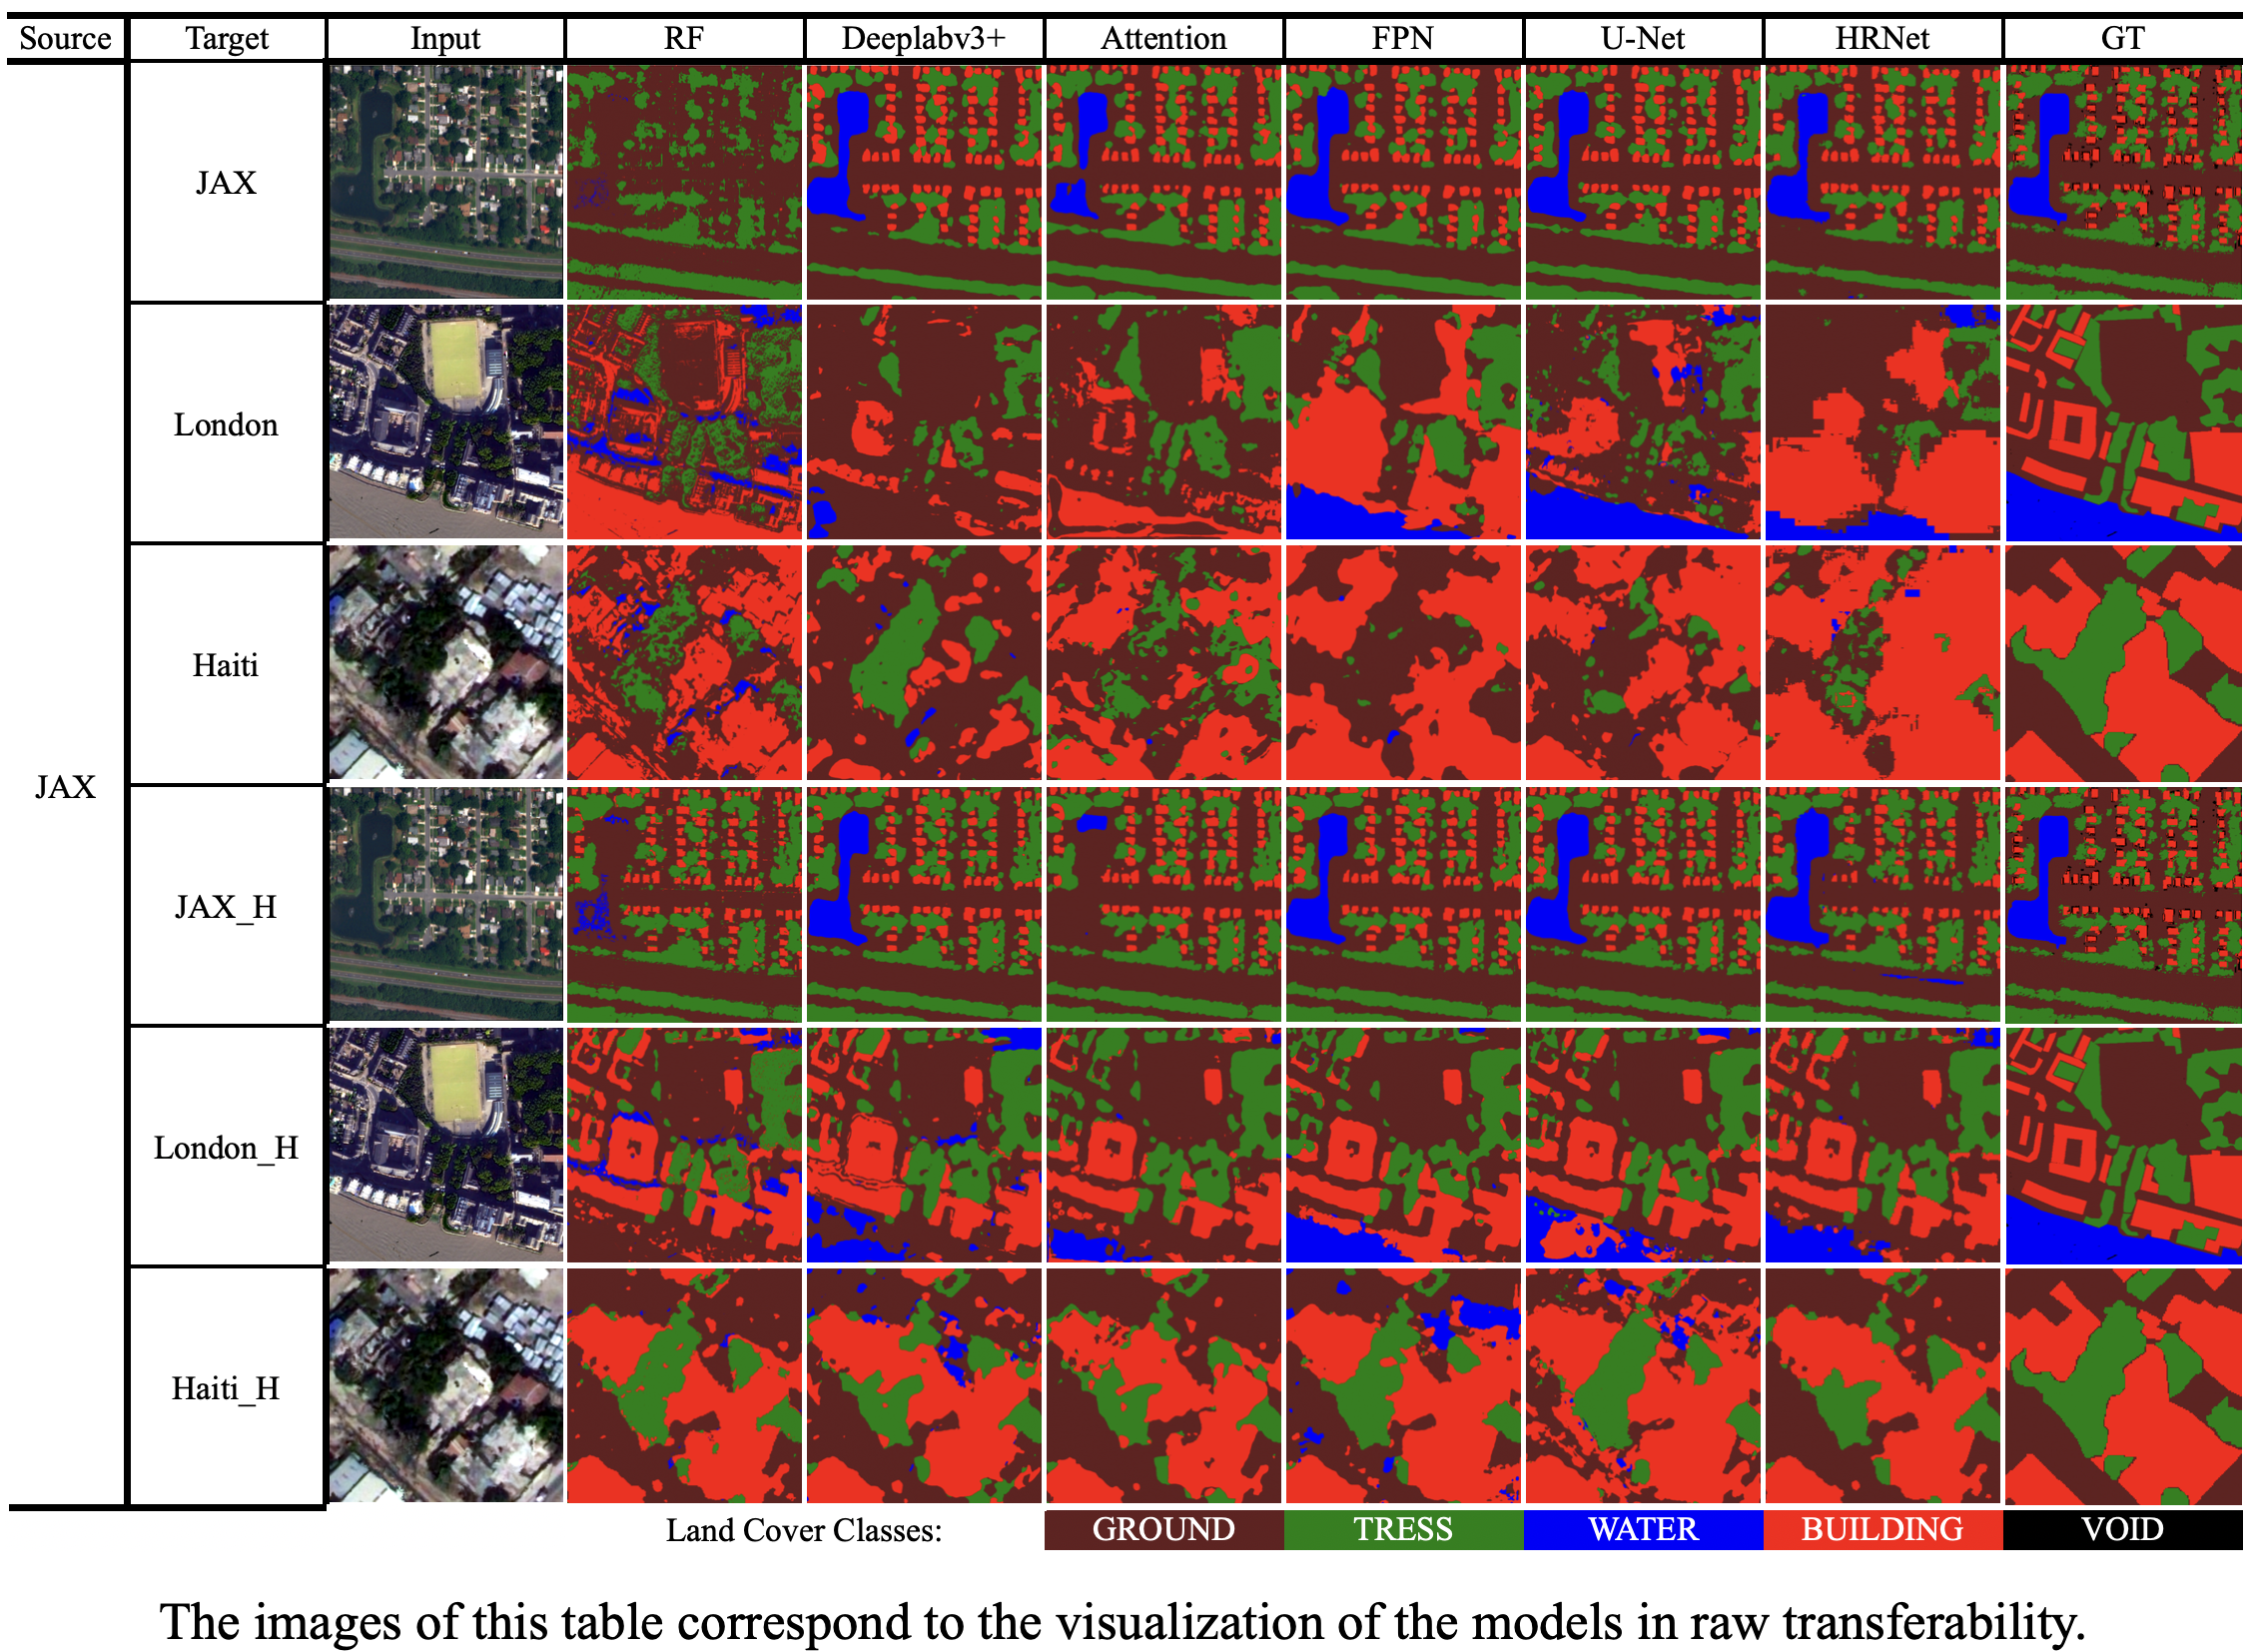 Source Target Input RF Deeplabv3+ Attention FPN U-Net HRNet GT
JAX
London
Haiti
JAX
JAX_H
London_H
Haiti_H
Land Cover Classes: GROUND TRESS WATER BUILDING VOID
The images of this table correspond to the visualization of the models in raw transferability.